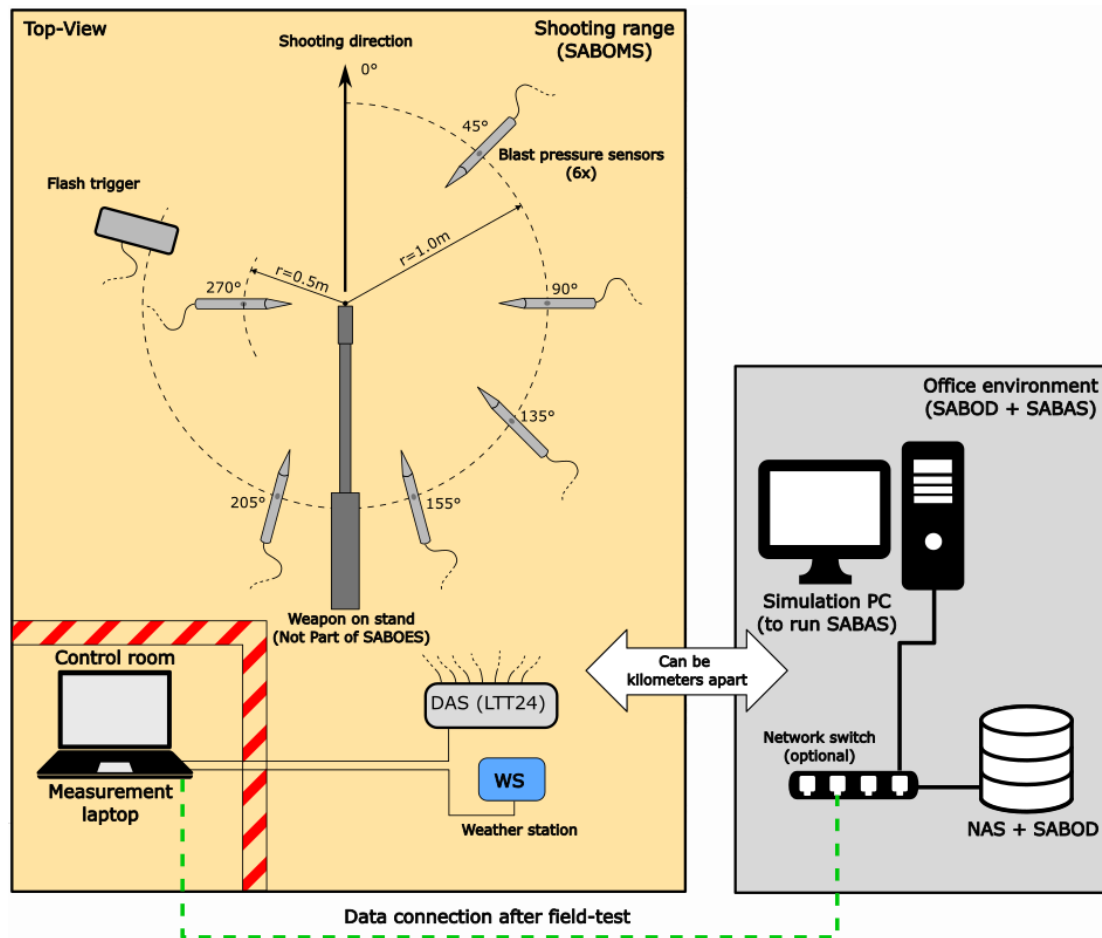 Top-View
Shooting range
(SABOMS)
Shooting direction
0°
45°
Blast pressure sensors
(6x)
Flash trigger
r=1.0m
r=0.5m
270°
90°
135°
205°
155°
Weapon on stand
(Not Part of SABOES)
Control room
Measurement
laptop
DAS (LTT24)
WS
Weather station
Can be
kilometers apart
Office environment
(SABOD + SABAS)
Simulation PC
(to run SABAS)
Network switch
(optional)
NAS + SABOD
Data connection after field-test